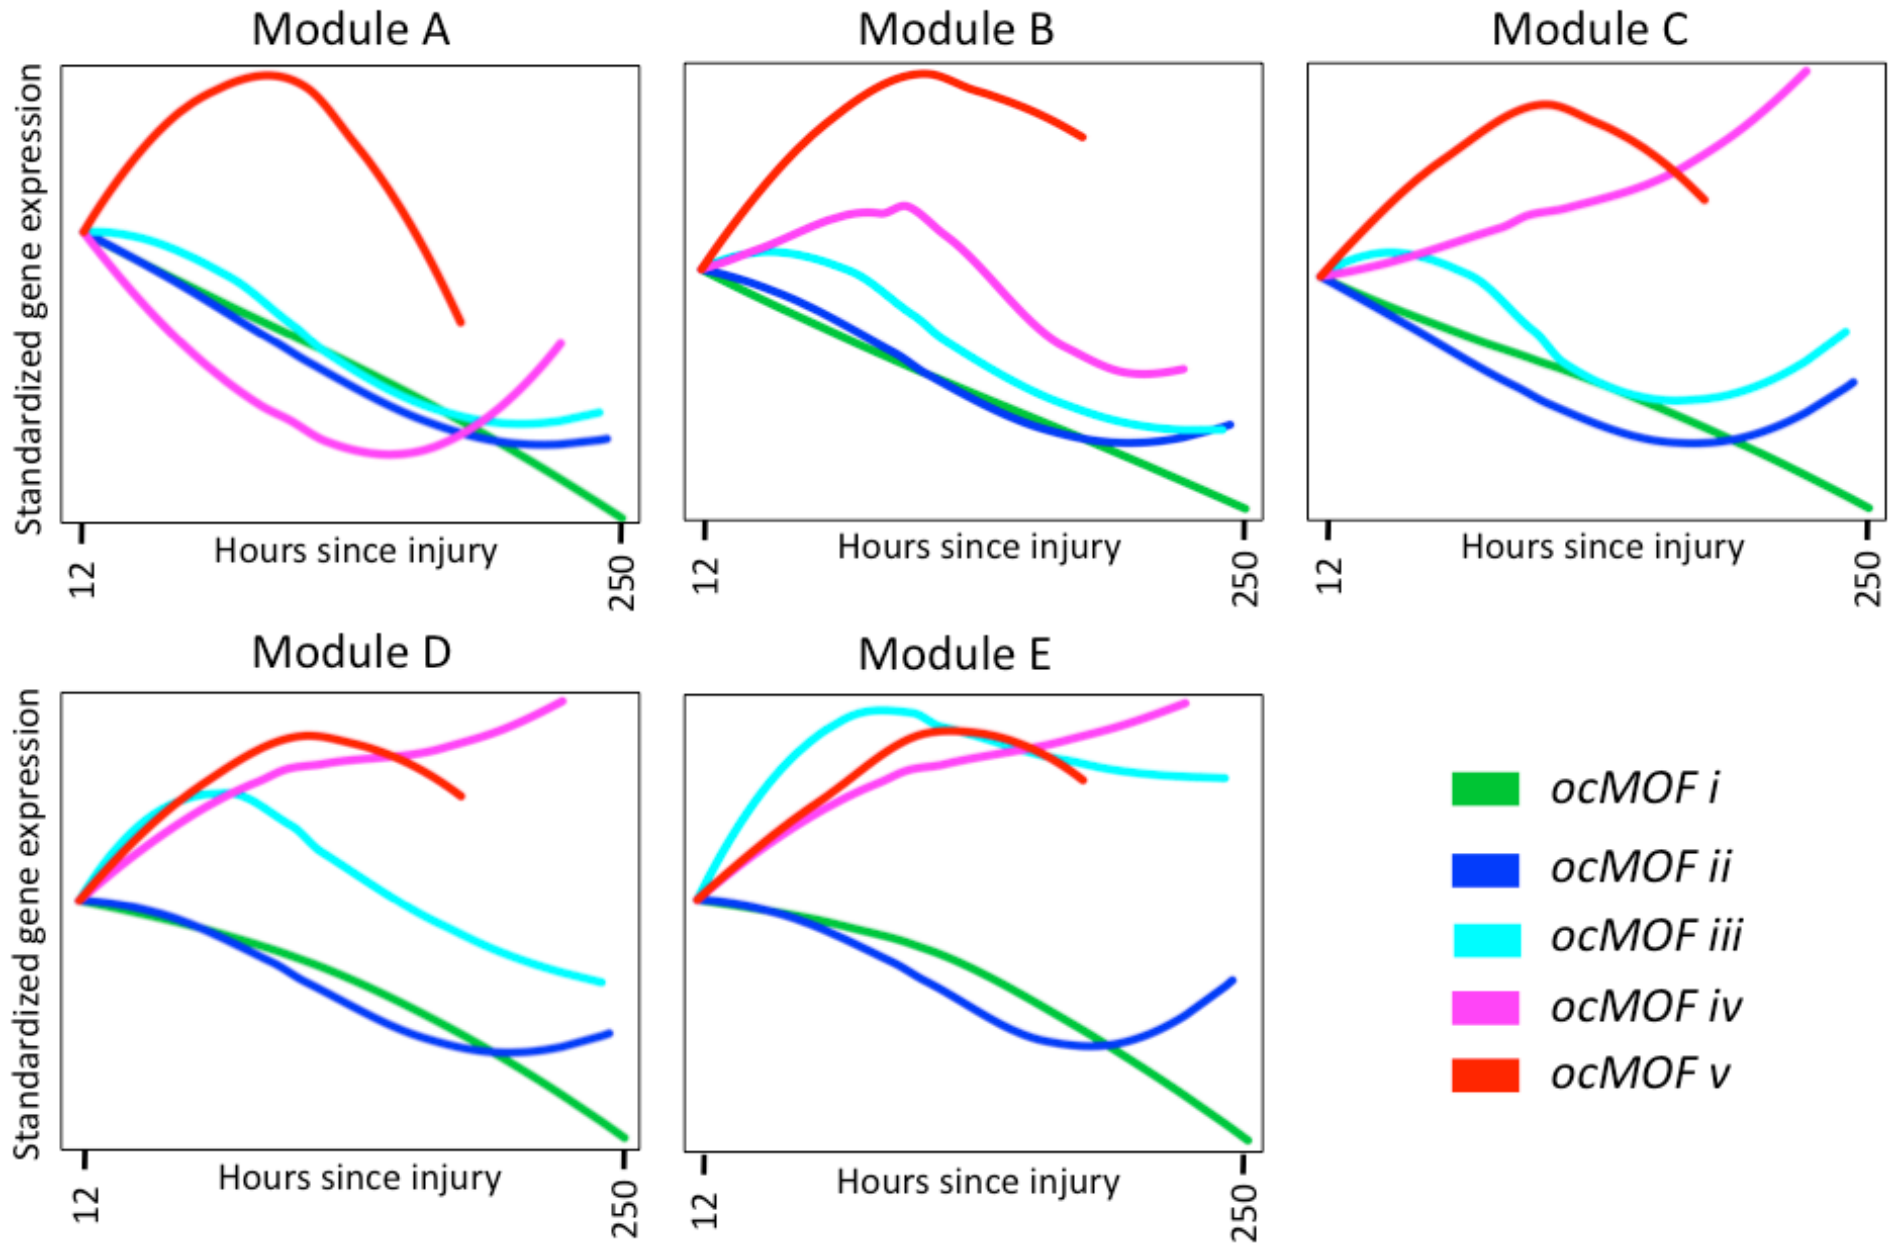 Module A
Module B
Module C
Standardized gene expression
Hours since injury
12
250
Hours since injury
12
250
Hours since injury
12
250
Module D
Module E
Standardized gene expression
Hours since injury
12
250
Hours since injury
12
250
ocMOF i
ocMOF ii
ocMOF iii
ocMOF iv
ocMOF v